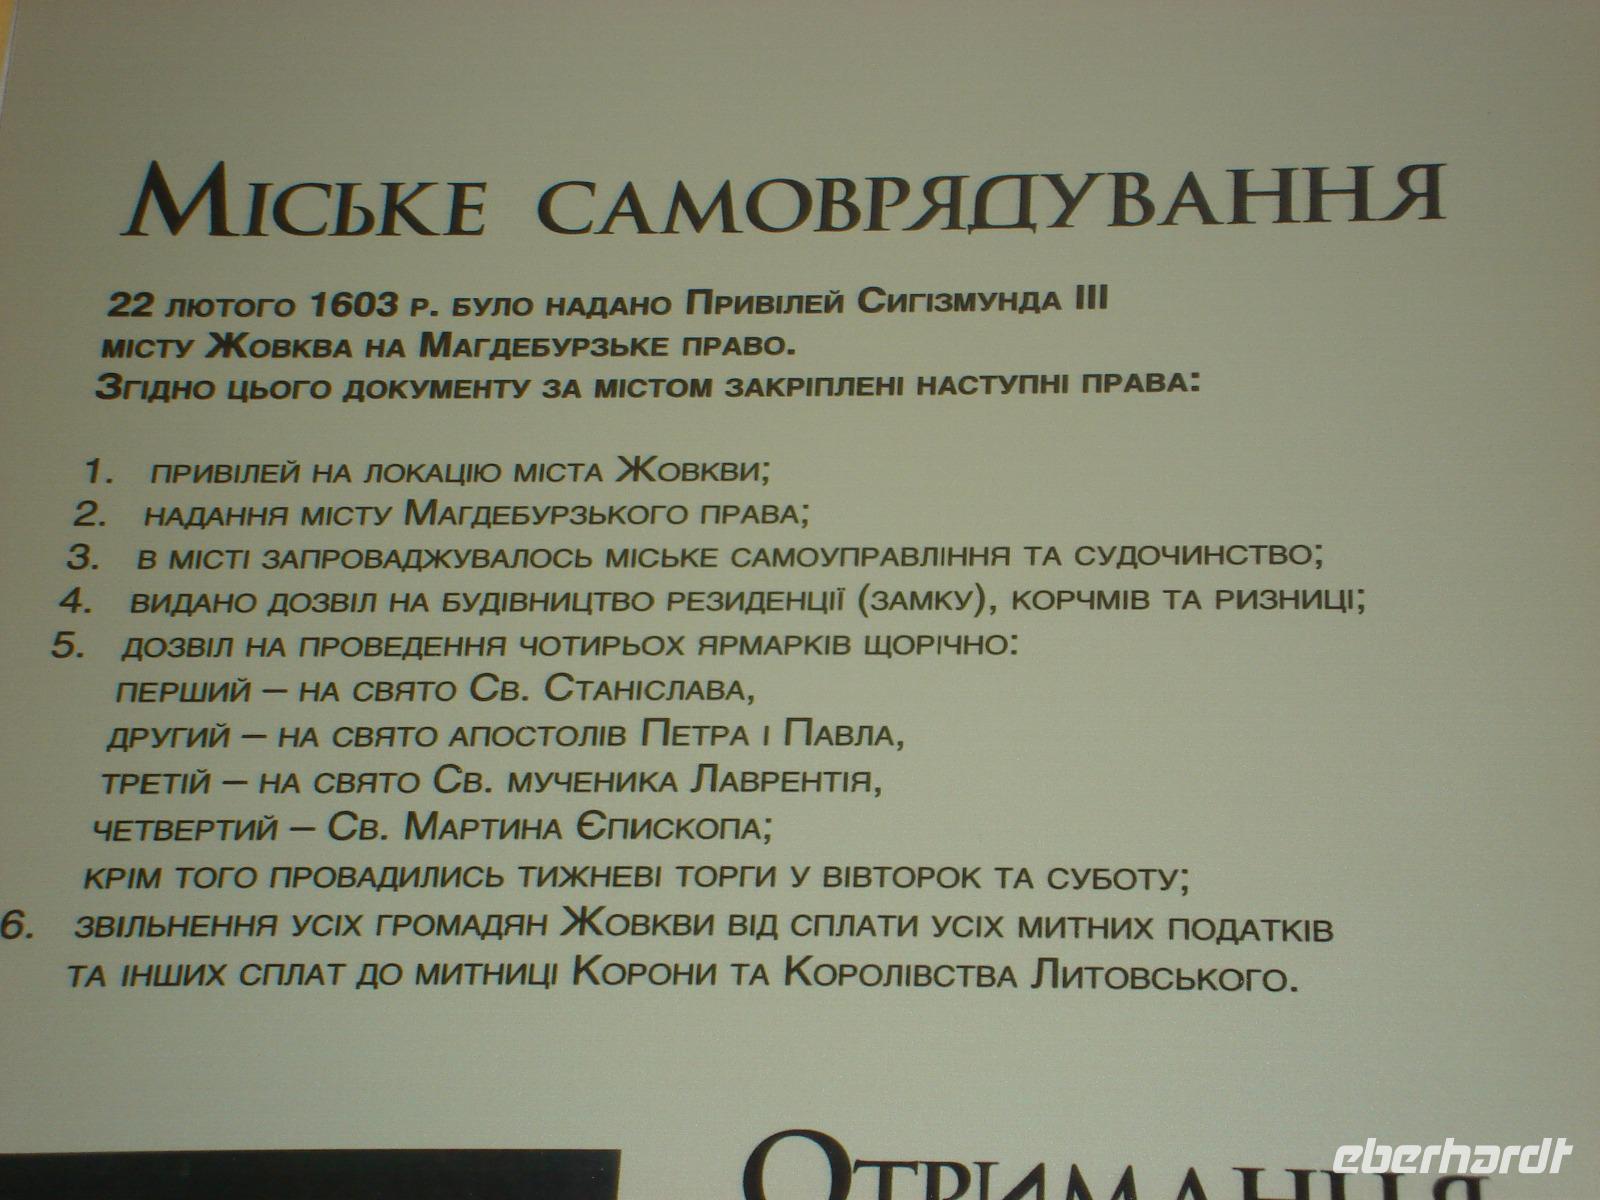 Міське самоврядування
22 лютого 1603 р. було надано Привілей Сигізмунда III
місту Жовква на Магдебурзьке право.
Згідно цього документу за містом закріплені наступні права:
1. привілей на локацію міста Жовкви;
2. надання місту Магдебурзького права;
3. в місті запроваджувалось міське самоуправління та судочинство;
4. видано дозвіл на будівництво резиденції (замку), корчмів та ризниці;
5. дозвіл на проведення чотирьох ярмарків щорічно:
перший – на свято Св. Станіслава,
другий – на свято апостолів Петра і Павла,
третій – на свято Св. мученика Лаврентія,
четвертий – Св. Мартина Єпископа;
крім того провадились тижневі торги у вівторок та суботу;
6. звільнення усіх громадян Жовкви від сплати усіх митних податків
та інших сплат до митниці Корони та Королівства Литовського.
Отримання
eberhardt